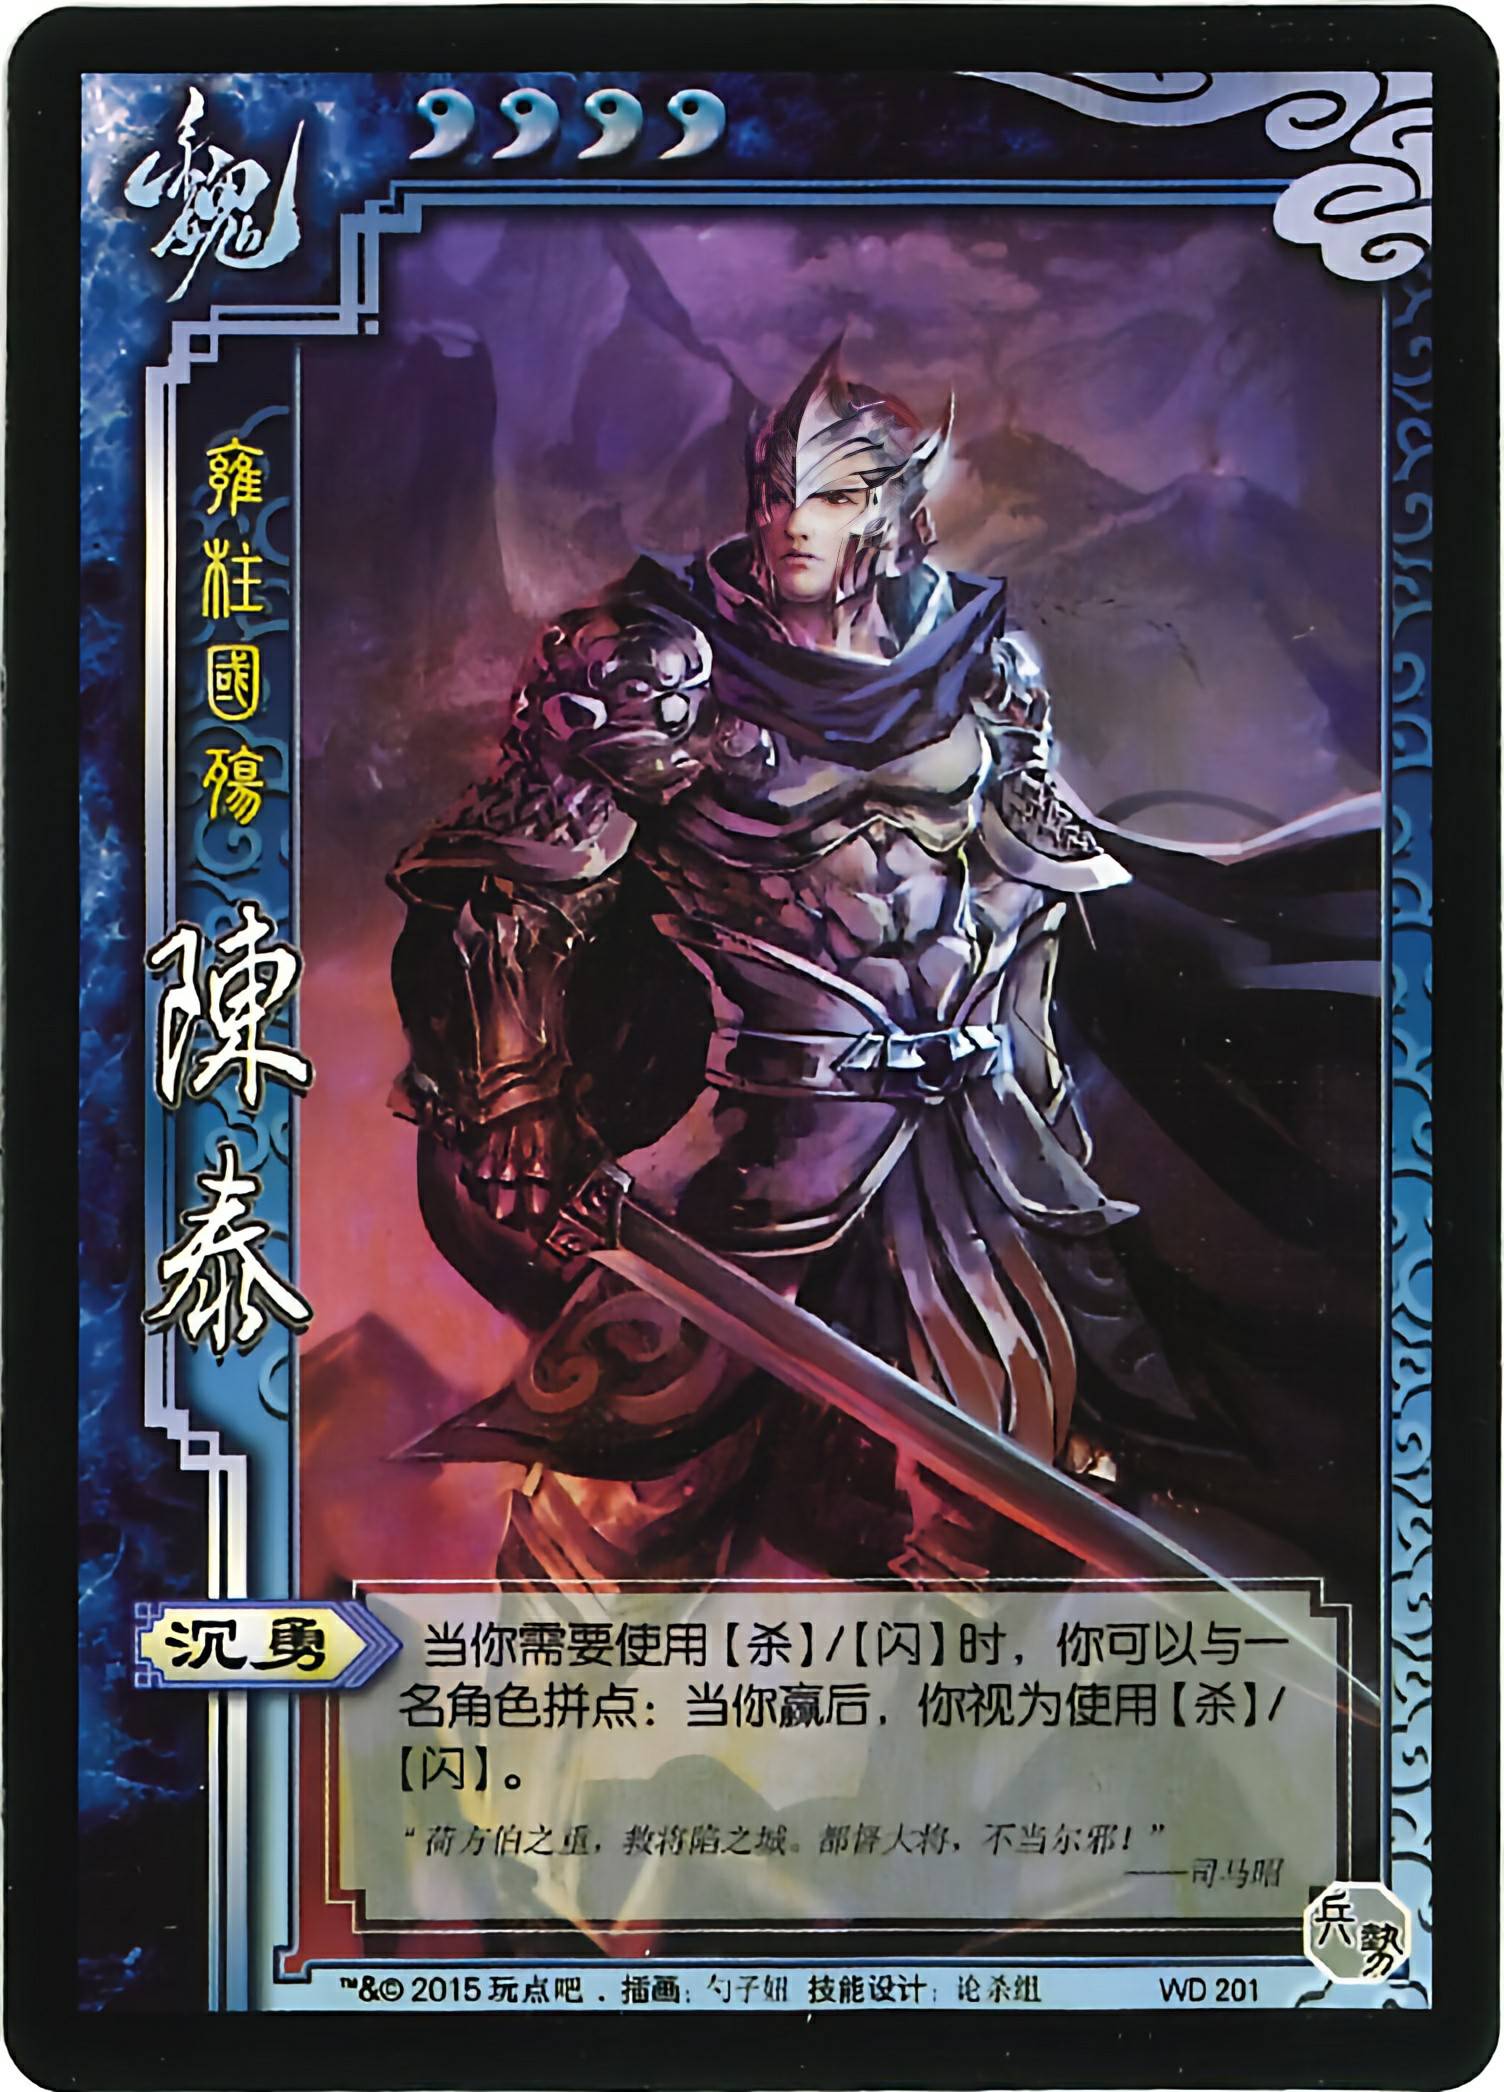 魏
雍柱國殤
陳泰
沉勇
当你需要使用【杀】/【闪】时，你可以与一
名角色拼点：当你赢后，你视为使用【杀】/
【闪】。
“荷方伯之重，救将陷之城。都督大将，不当尔邪！”
——司马昭
兵勢
™&© 2015 玩点吧 . 插画：勺子妞 技能设计：论杀组 WD 201